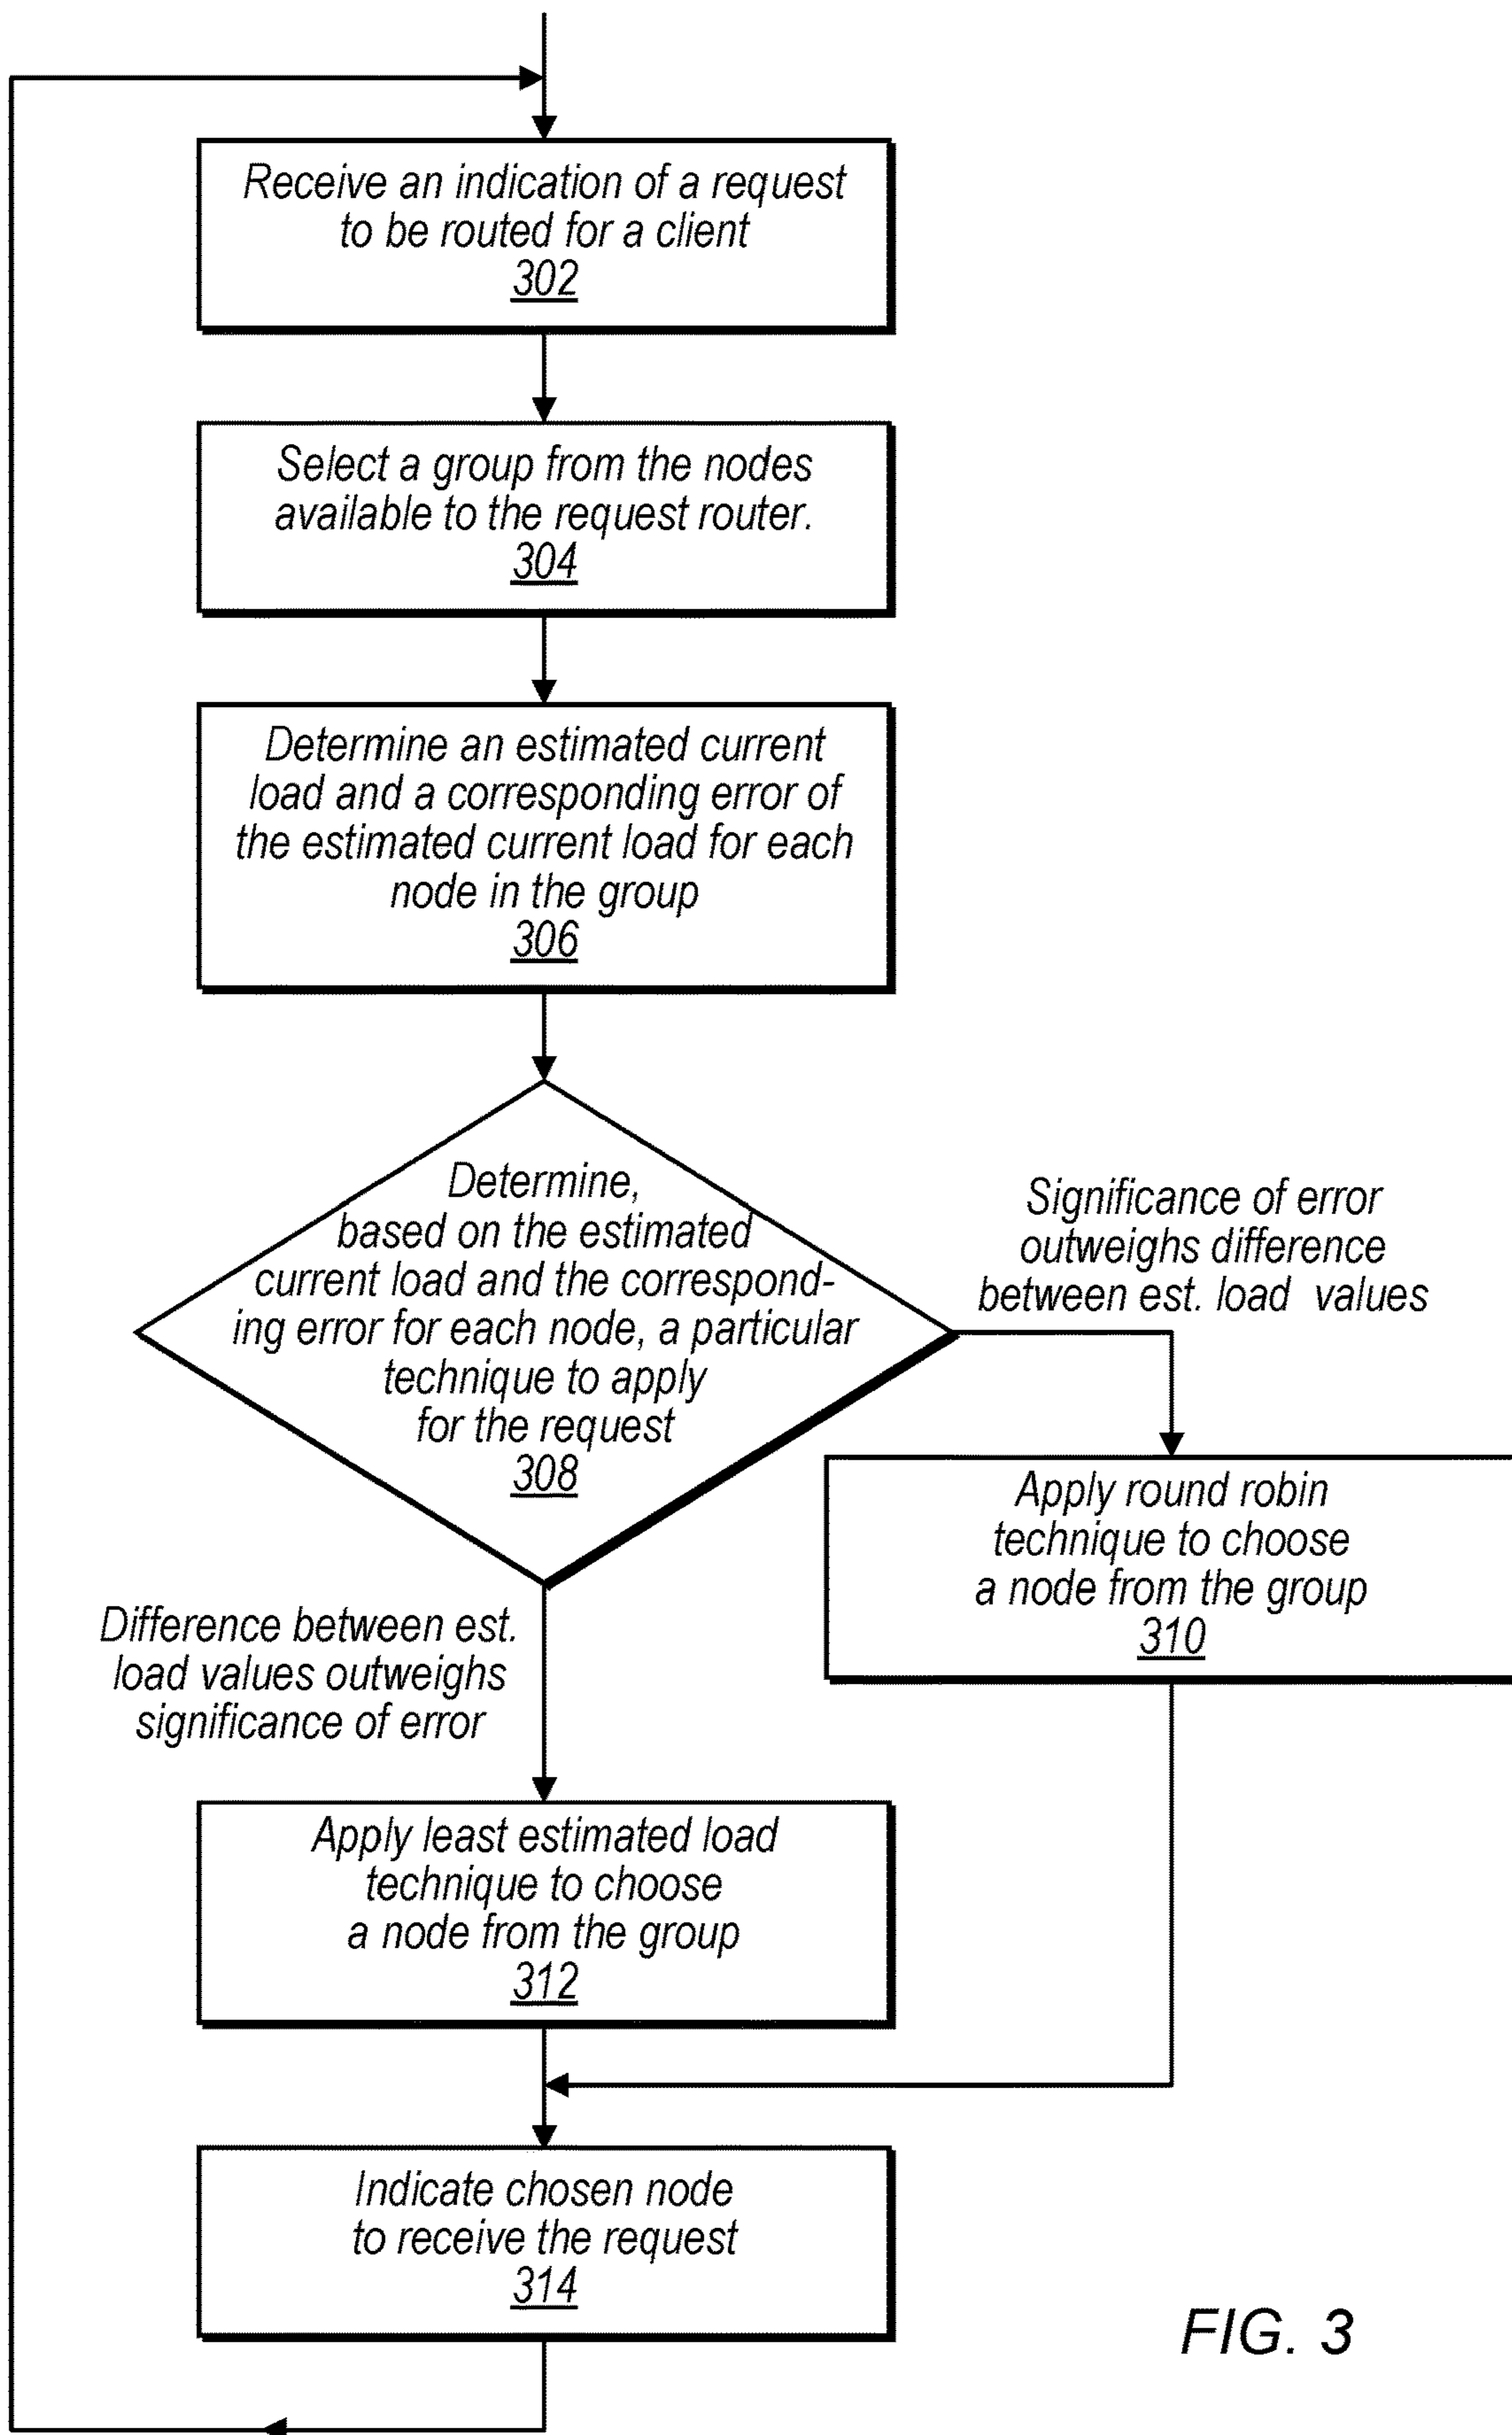 Receive an indication of a request
to be routed for a client
302
Select a group from the nodes
available to the request router.
304
Determine an estimated current
load and a corresponding error of
the estimated current load for each
node in the group
306
Determine,
based on the estimated
current load and the correspond-
ing error for each node, a particular
technique to apply
for the request
308
Significance of error
outweighs difference
between est. load values
Apply round robin
technique to choose
a node from the group
310
Difference between est.
load values outweighs
significance of error
Apply least estimated load
technique to choose
a node from the group
312
Indicate chosen node
to receive the request
314
FIG. 3